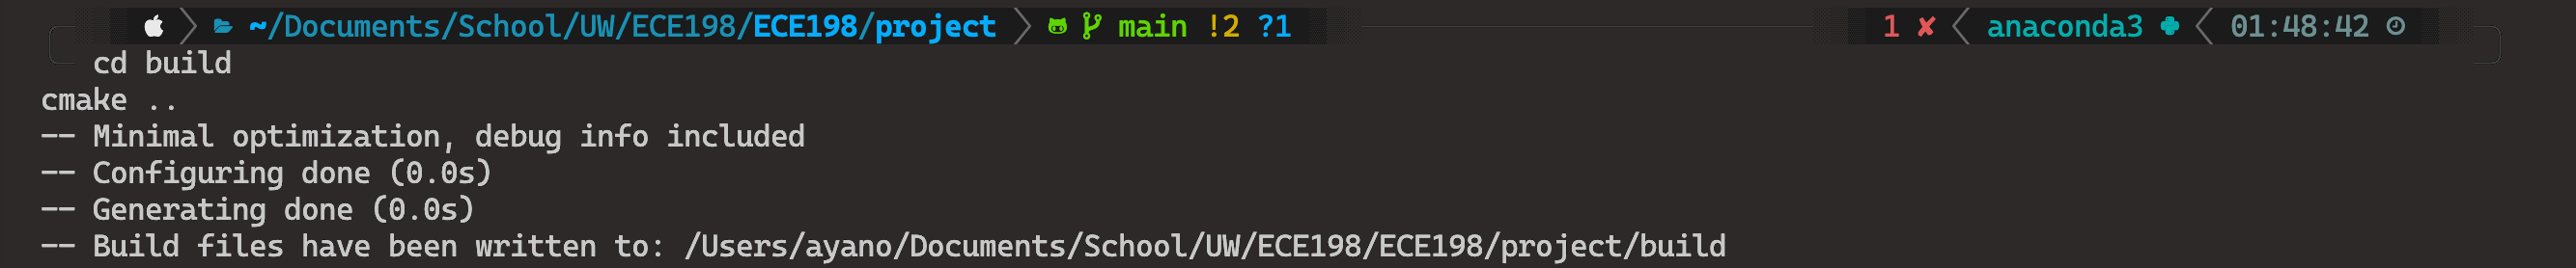 ~/Documents/School/UW/ECE198/ECE198/project main !2 ?1 1 ✘ anaconda3 01:48:42
cd build
cmake ..
-- Minimal optimization, debug info included
-- Configuring done (0.0s)
-- Generating done (0.0s)
-- Build files have been written to: /Users/ayano/Documents/School/UW/ECE198/ECE198/project/build